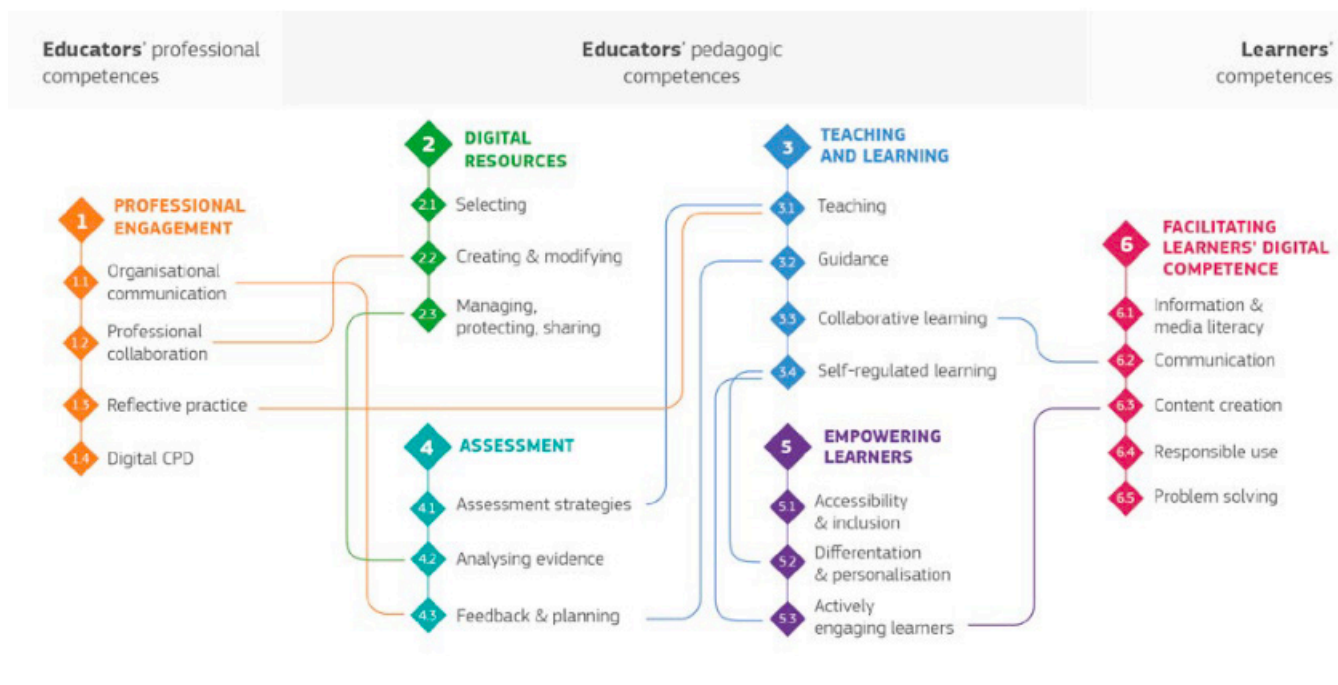 Educators' professional
competences
Educators' pedagogic
competences
Learners'
competences
1
PROFESSIONAL
ENGAGEMENT
1.1
Organisational
communication
1.2
Professional
collaboration
1.3
Reflective practice
1.4
Digital CPD
2
DIGITAL
RESOURCES
2.1
Selecting
2.2
Creating & modifying
2.3
Managing,
protecting, sharing
4
ASSESSMENT
4.1
Assessment strategies
4.2
Analysing evidence
4.3
Feedback & planning
3
TEACHING
AND LEARNING
3.1
Teaching
3.2
Guidance
3.3
Collaborative learning
3.4
Self-regulated learning
5
EMPOWERING
LEARNERS
5.1
Accessibility
& inclusion
5.2
Differentation
& personalisation
5.3
Actively
engaging learners
6
FACILITATING
LEARNERS' DIGITAL
COMPETENCE
6.1
Information &
media literacy
6.2
Communication
6.3
Content creation
6.4
Responsible use
6.5
Problem solving